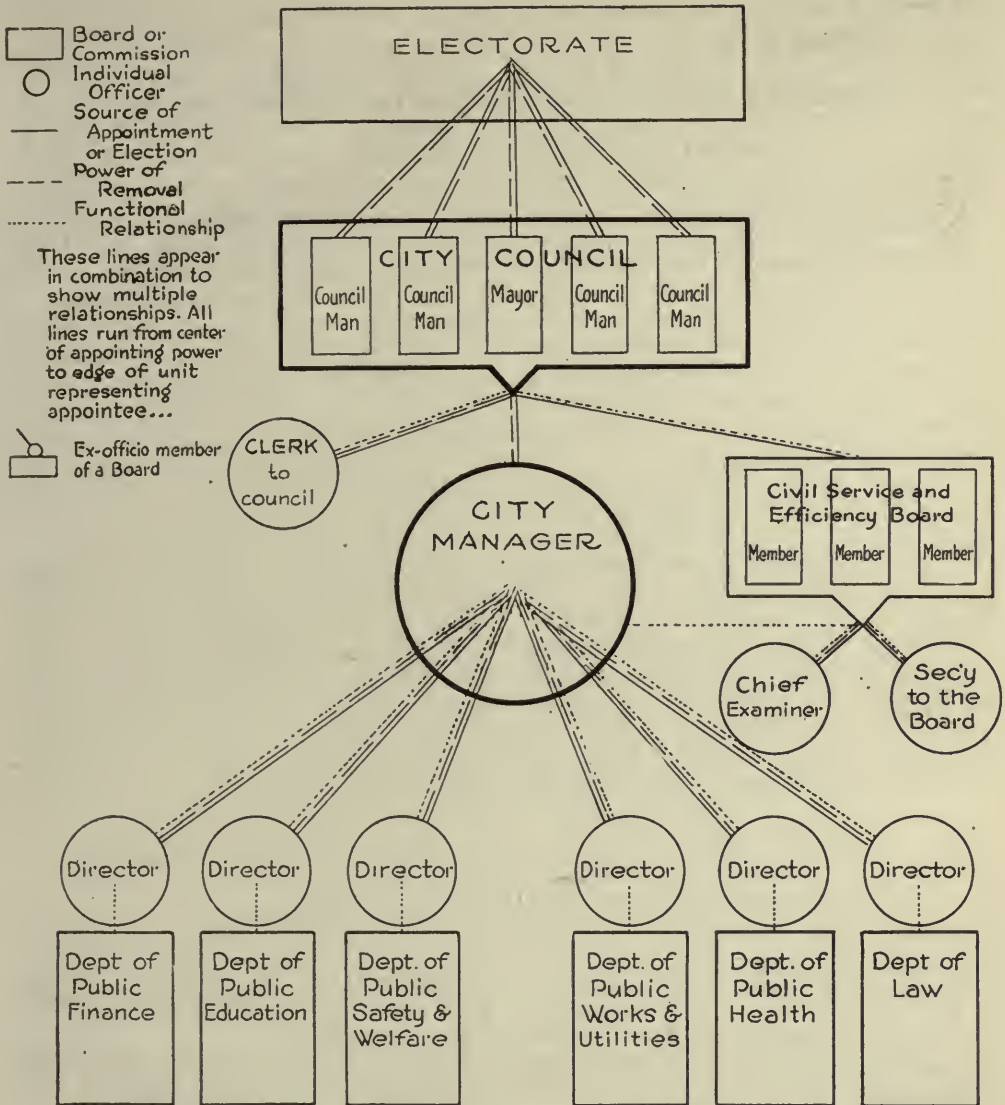 Board or
Commission
Individual
Officer
Source of
Appointment
or Election
Power of
Removal
Functional
Relationship
These lines appear
in combination to
show multiple
relationships. All
lines run from center
of appointing power
to edge of unit
representing
appointee...
Ex-officio member
of a Board
ELECTORATE
CITY COUNCIL
Council
Man
Council
Man
Mayor
Council
Man
Council
Man
CLERK
to
council
CITY
MANAGER
Civil Service and
Efficiency Board
Member
Member
Member
Chief
Examiner
Sec'y
to the
Board
Director
Director
Director
Director
Director
Director
Dept of
Public
Finance
Dept of
Public
Education
Dept. of
Public
Safety &
Welfare
Dept. of
Public
Works &
Utilities
Dept. of
Public
Health
Dept of
Law